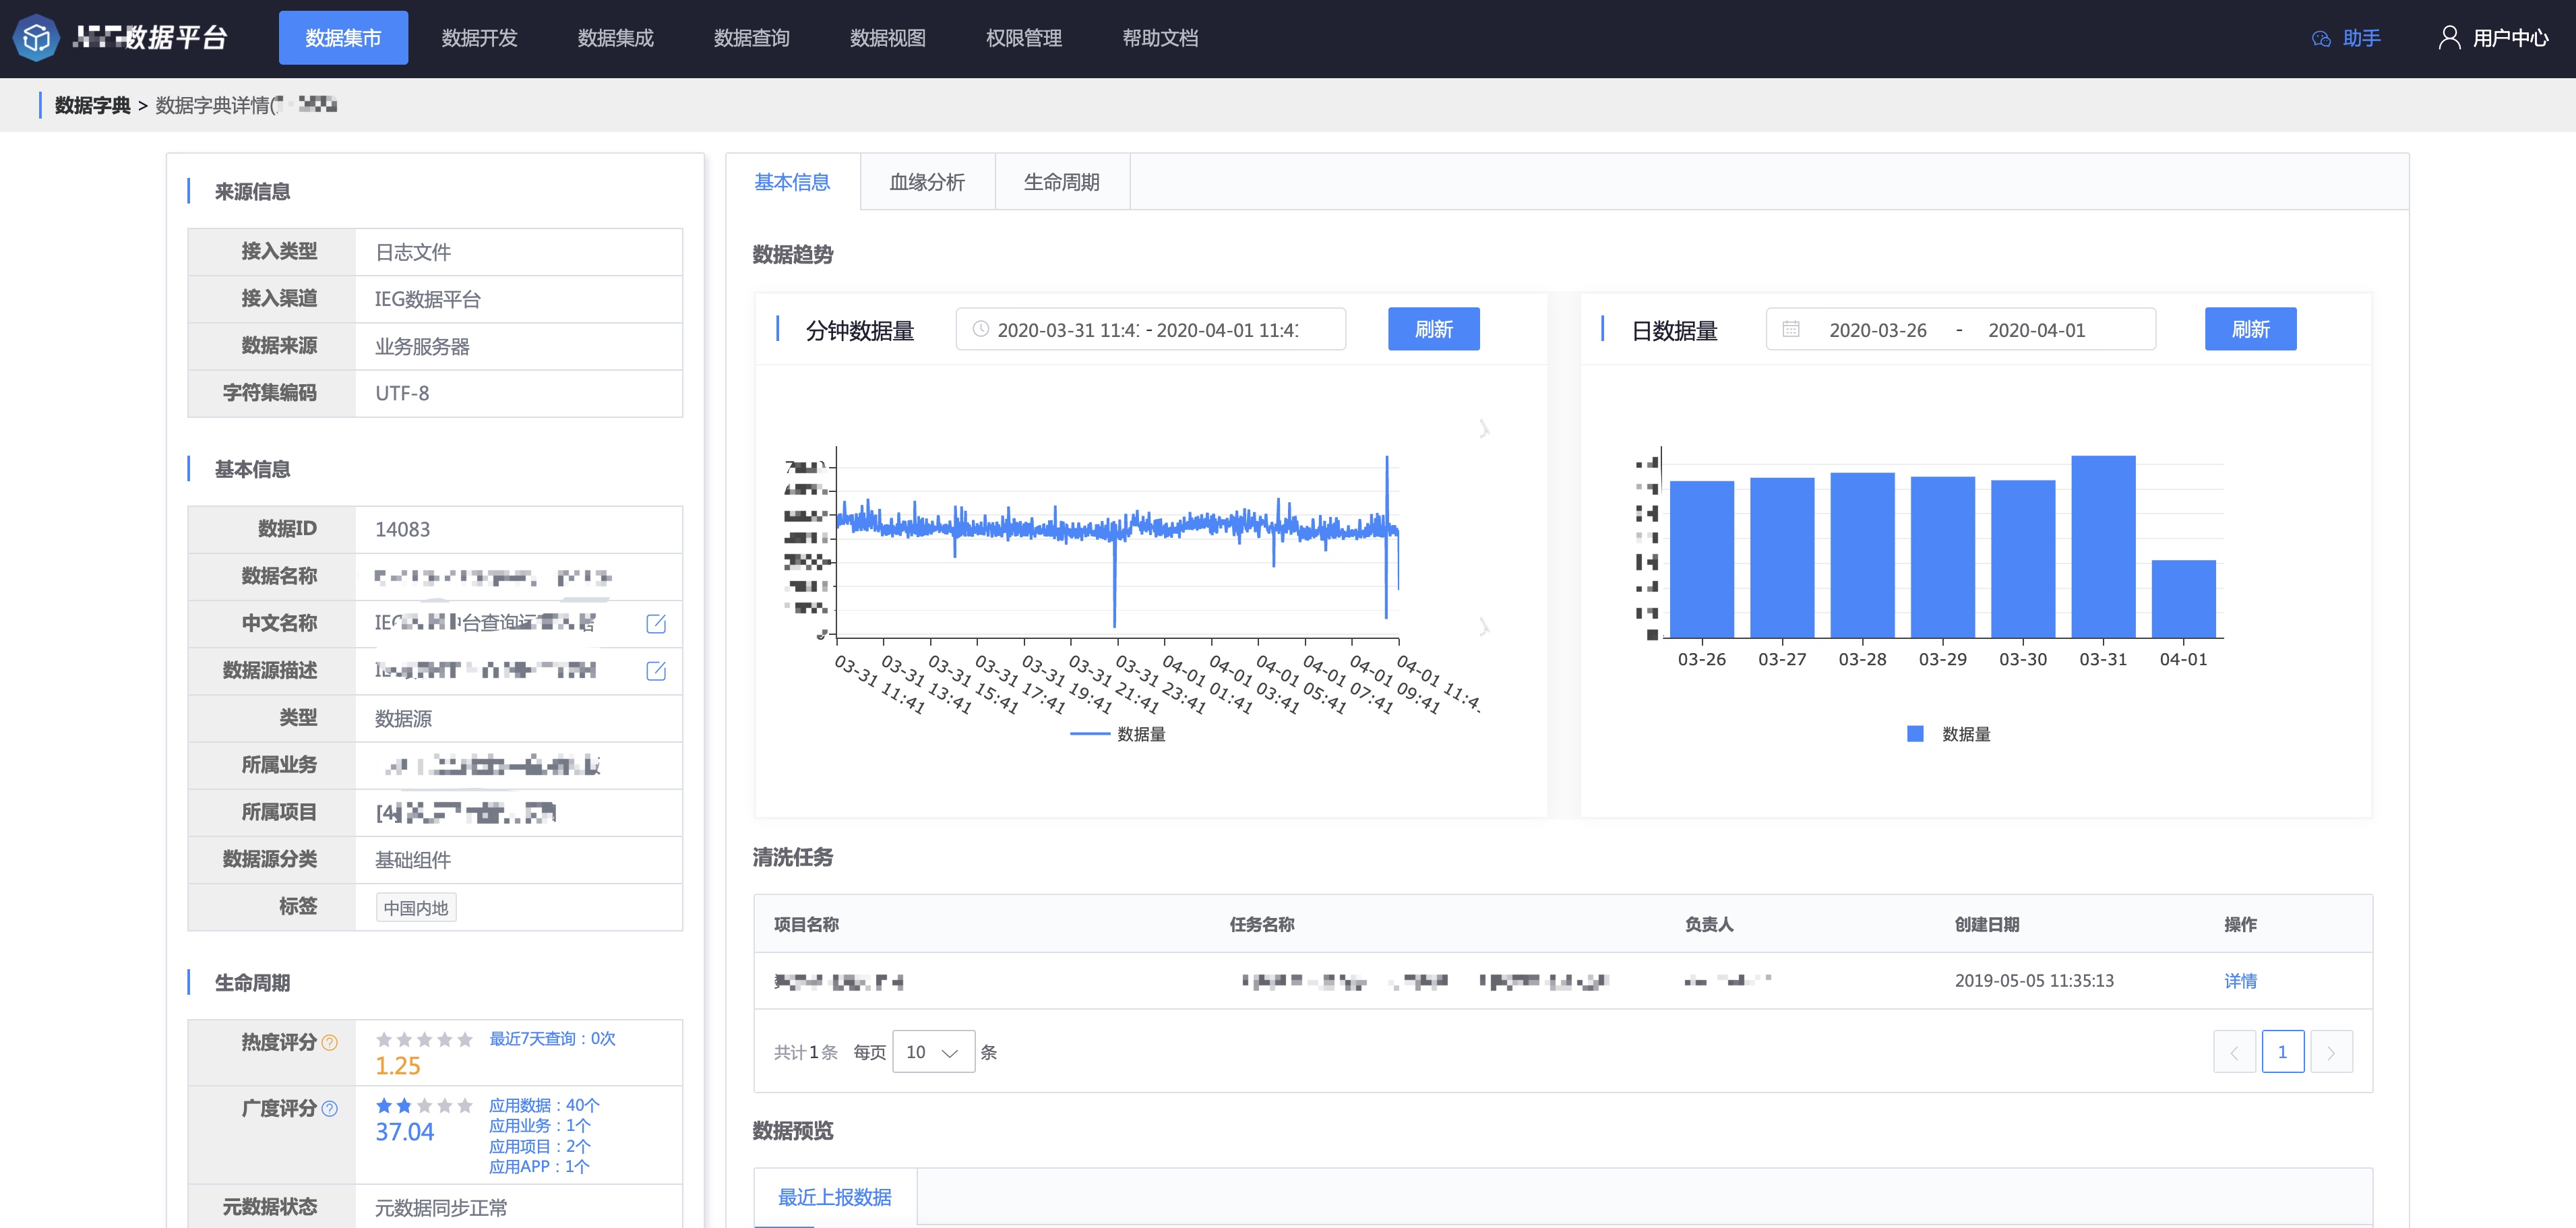 数据平台
数据集市
数据开发
数据集成
数据查询
数据视图
权限管理
帮助文档
助手
用户中心
数据字典 > 数据字典详情(
来源信息
接入类型 日志文件
接入渠道 IEG数据平台
数据来源 业务服务器
字符集编码 UTF-8
基本信息
数据ID 14083
数据名称
中文名称 IEG 台查询
数据源描述
类型 数据源
所属业务
所属项目 [4
数据源分类 基础组件
标签 中国内地
生命周期
热度评分 ? 最近7天查询：0次
1.25
广度评分 ? 应用数据：40个
37.04
应用业务：1个
应用项目：2个
应用APP：1个
元数据状态 元数据同步正常
基本信息
血缘分析
生命周期
数据趋势
分钟数据量
2020-03-31 11:4: - 2020-04-01 11:4:
刷新
03-31 11:41
03-31 13:41
03-31 15:41
03-31 17:41
03-31 19:41
03-31 21:41
03-31 23:41
04-01 01:41
04-01 03:41
04-01 05:41
04-01 07:41
04-01 09:41
04-01 11:4
数据量
日数据量
2020-03-26 - 2020-04-01
刷新
03-26 03-27 03-28 03-29 03-30 03-31 04-01
数据量
清洗任务
项目名称 任务名称 负责人 创建日期 操作
2019-05-05 11:35:13 详情
共计1条 每页 10 条
1
数据预览
最近上报数据